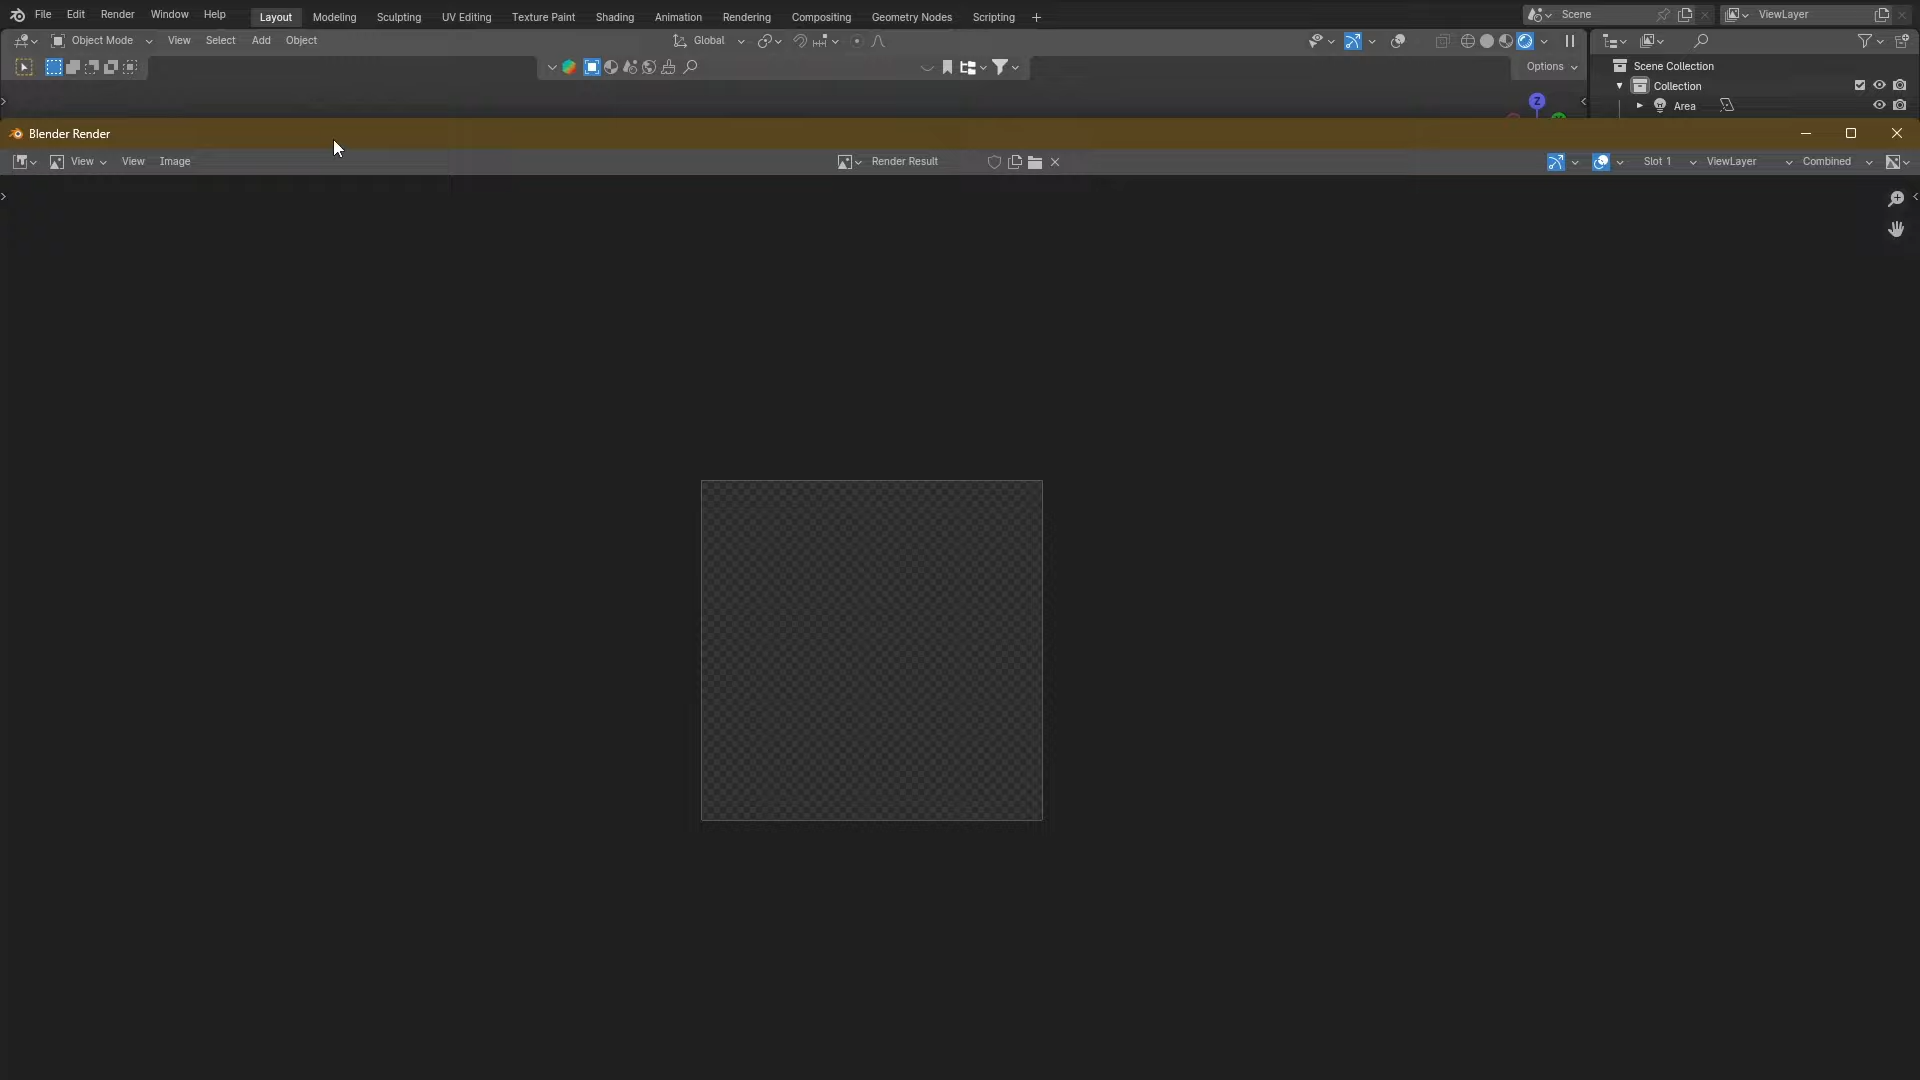 File Edit Render Window Help Layout Modeling Sculpting UV Editing Texture Paint Shading Animation Rendering Compositing Geometry Nodes Scripting + Scene ViewLayer
Object Mode View Select Add Object Global
Options Scene Collection
Collection
Z Area
Blender Render
View View Image Render Result Slot 1 ViewLayer Combined